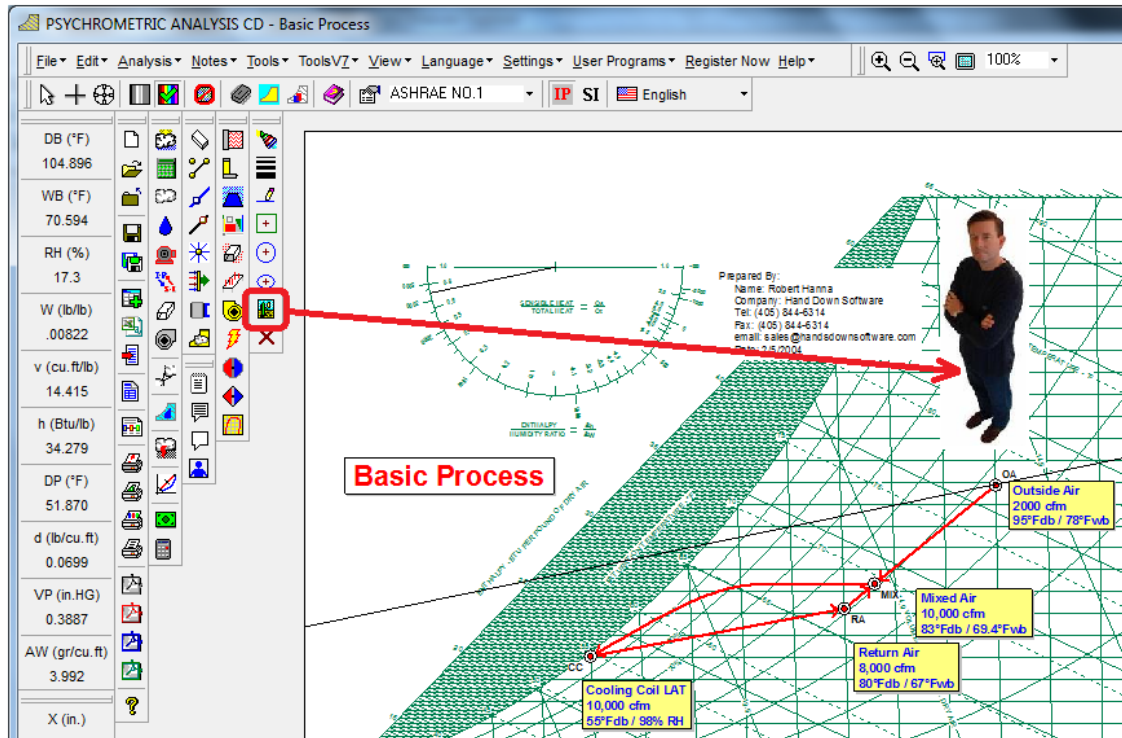 PSYCHROMETRIC ANALYSIS CD - Basic Process
File Edit Analysis Notes Tools ToolsV7 View Language Settings User Programs Register Now Help 100%
ASHRAE NO.1 IP SI English
DB (°F)
104.896
WB (°F)
70.594
RH (%)
17.3
W (lb/lb)
.00822
v (cu.ft/lb)
14.415
h (Btu/lb)
34.279
DP (°F)
51.870
d (lb/cu.ft)
0.0699
VP (in.HG)
0.3887
AW (gr/cu.ft)
3.992
X (in.)
Prepared By:
Name: Robert Hanna
Company: Hand Down Software
Tel: (405) 844-6314
Fax: (405) 844-6314
email: sales@handsdownsoftware.com
Date: 2/5/2004
SENSIBLE HEAT
TOTAL HEAT
ENTHALPY
HUMIDITY RATIO
Basic Process
OA
Outside Air
2000 cfm
95°Fdb / 78°Fwb
MIX
Mixed Air
10,000 cfm
83°Fdb / 69.4°Fwb
RA
Return Air
8,000 cfm
80°Fdb / 67°Fwb
CC
Cooling Coil LAT
10,000 cfm
55°Fdb / 98% RH